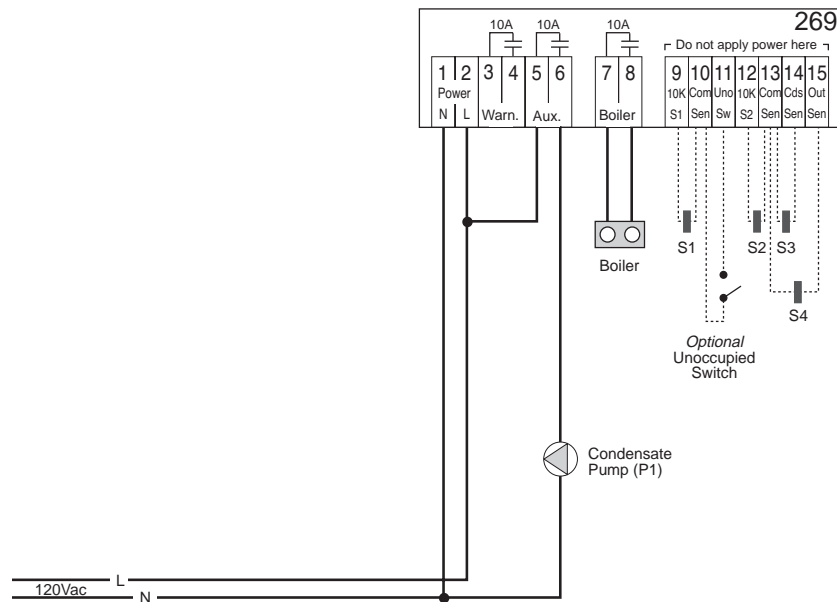 269
10A 10A 10A
Do not apply power here
1 2 3 4 5 6 7 8 9 10 11 12 13 14 15
Power 10K Com Uno 10K Com Cds Out
N L Warn. Aux. Boiler S1 Sen Sw S2 Sen Sen Sen
S1 S2 S3
Boiler
S4
Optional
Unoccupied
Switch
Condensate
Pump (P1)
L
120Vac
N